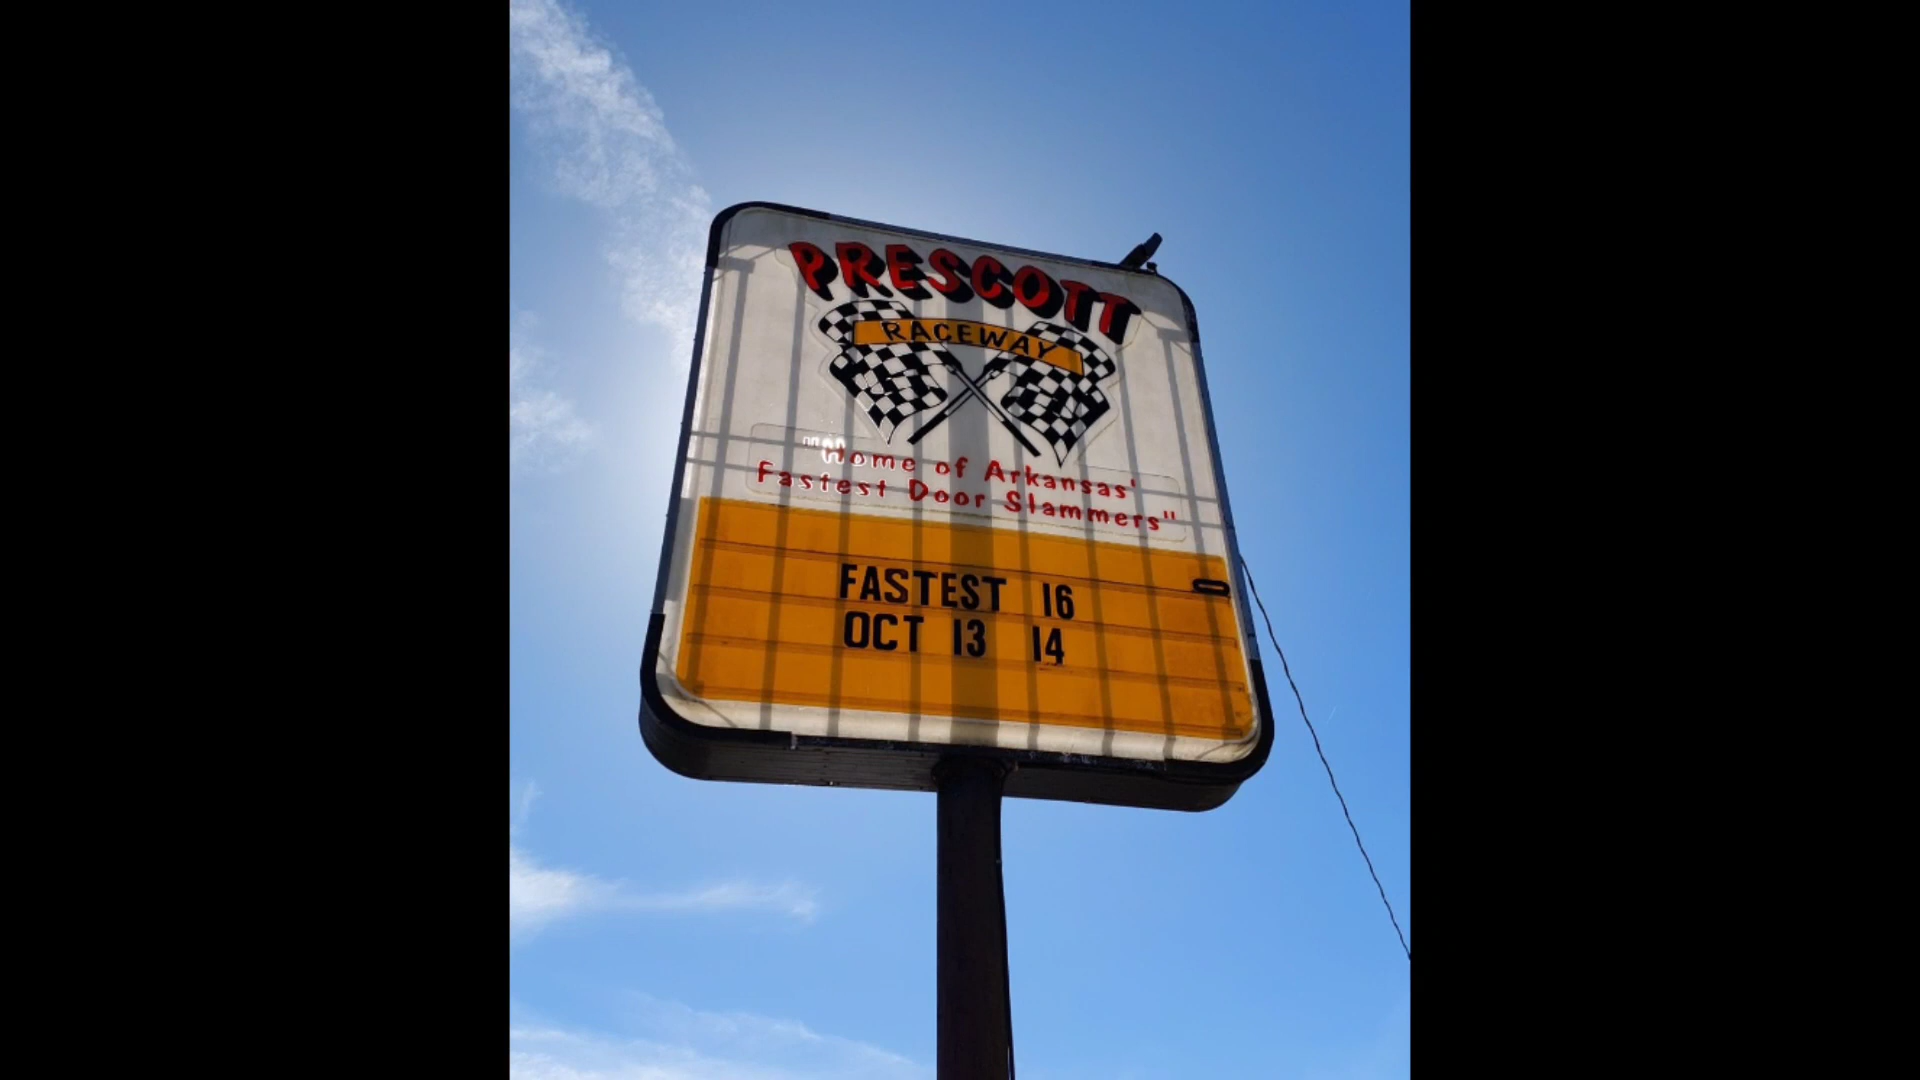 PRESCOTT
RACEWAY
"Home of Arkansas'
Fastest Door Slammers"
FASTEST 16
OCT 13 14